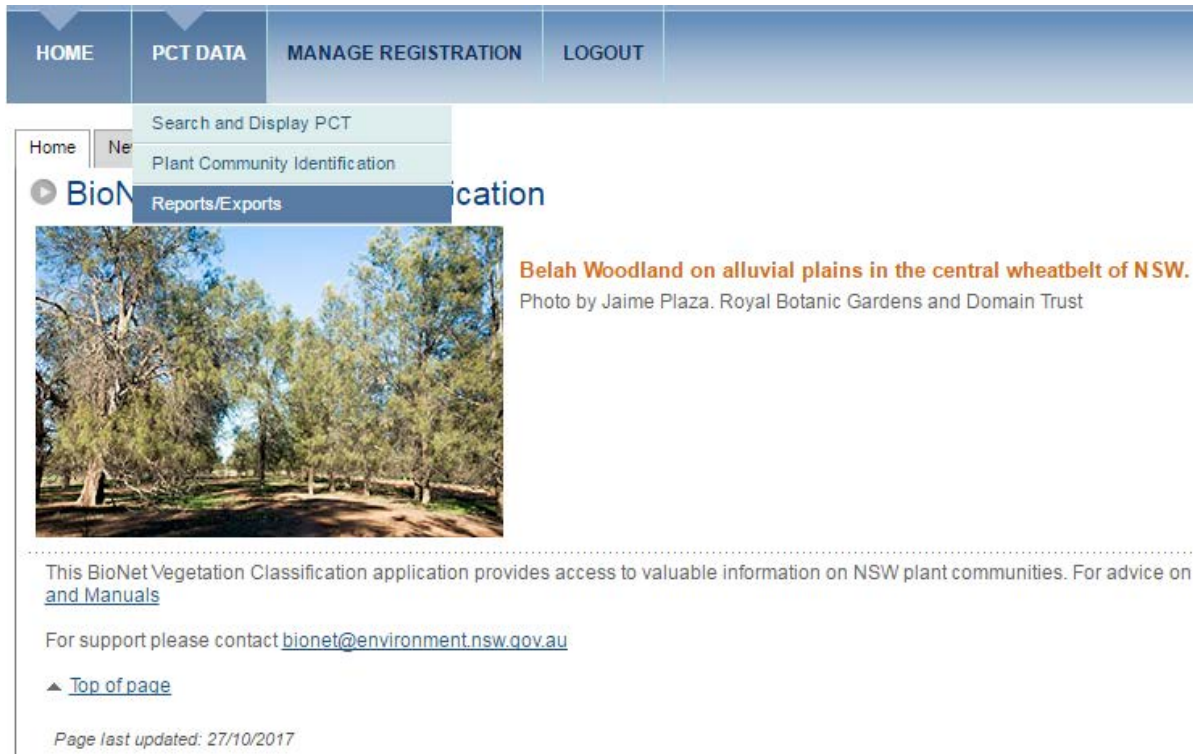 HOME PCT DATA MANAGE REGISTRATION LOGOUT
Search and Display PCT
Home
Plant Community Identification
Reports/Exports
Belah Woodland on alluvial plains in the central wheatbelt of NSW.
Photo by Jaime Plaza. Royal Botanic Gardens and Domain Trust
This BioNet Vegetation Classification application provides access to valuable information on NSW plant communities. For advice on
and Manuals
For support please contact bionet@environment.nsw.gov.au
Top of page
Page last updated: 27/10/2017